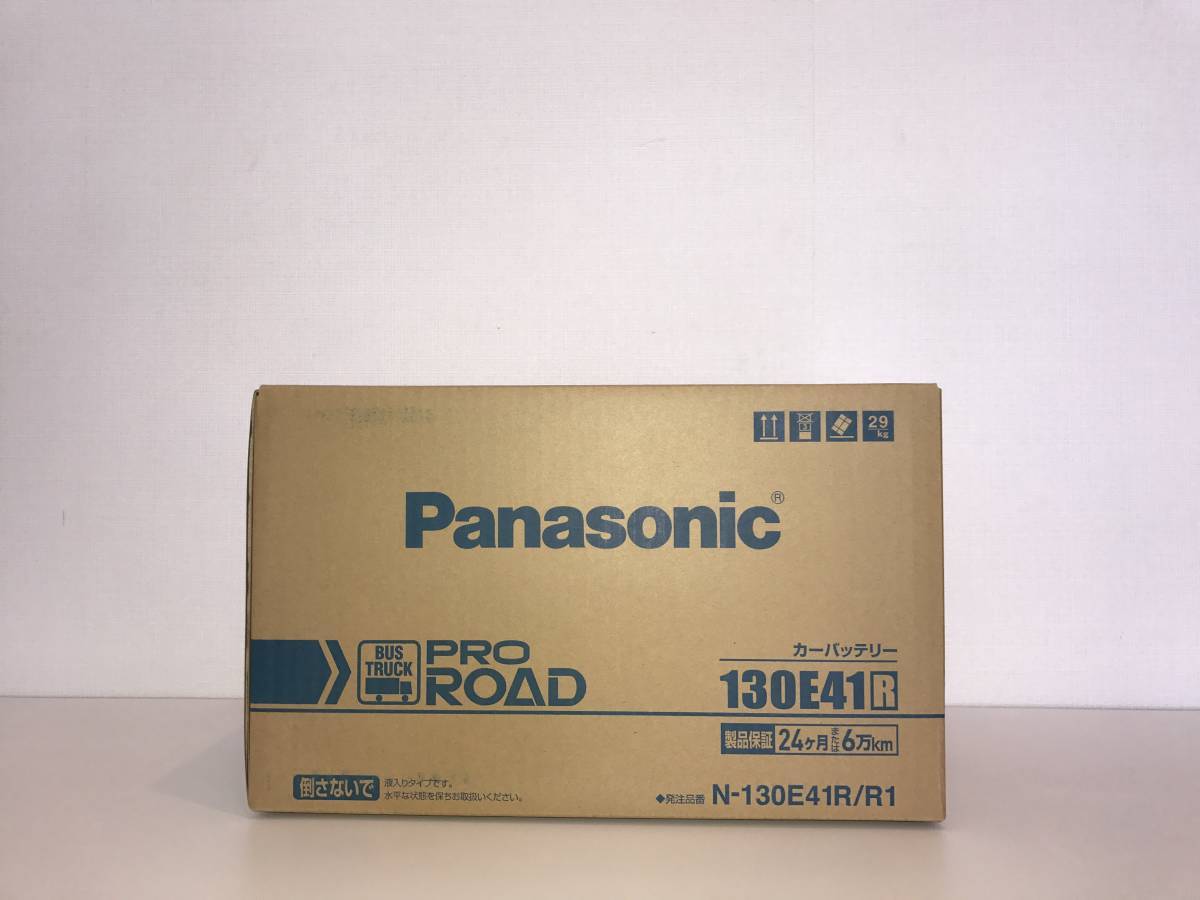 29
kg
3
Panasonic®
BUS
TRUCK
PRO
ROAD
カーバッテリー
130E41R
製品保証 24ヶ月または6万km
倒さないで
液入りタイプです。
水平な状態を保ちお取扱いください。
◆発注品番 N-130E41R/R1